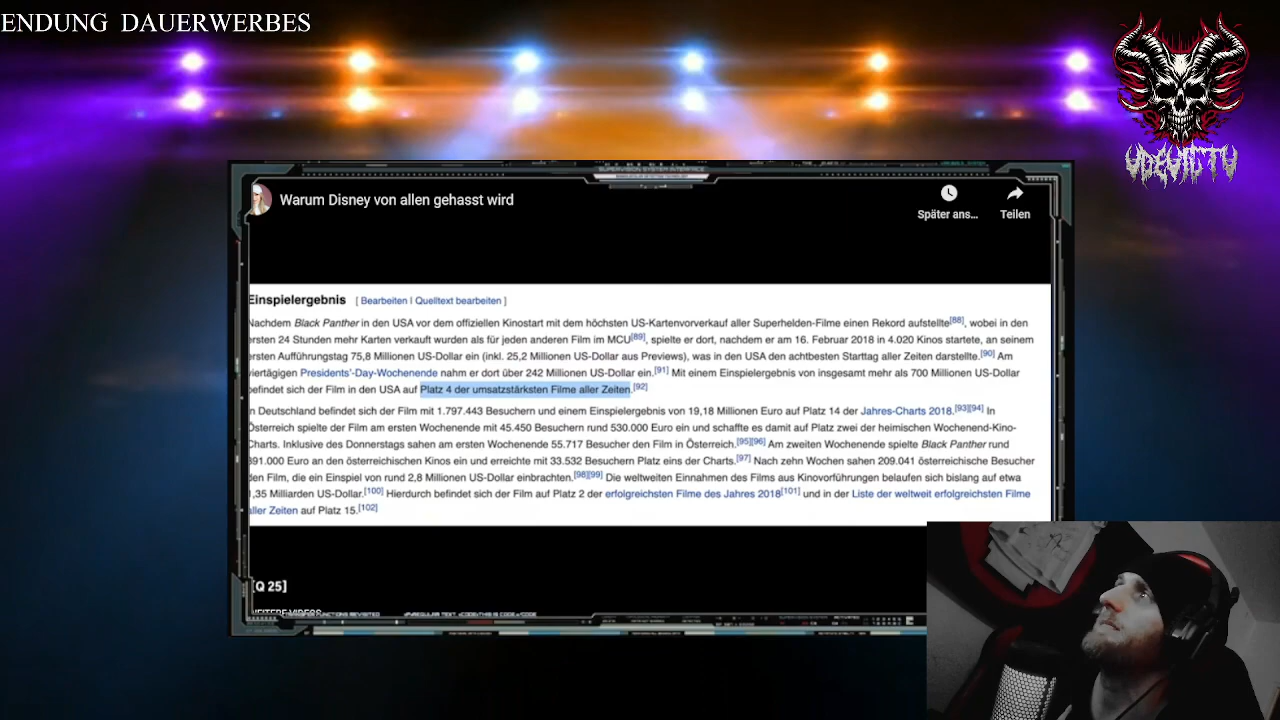 ENDUNG DAUERWERBES
VDEVICTV
Warum Disney von allen gehasst wird
Später ans...
Teilen
Einspielergebnis [ Bearbeiten | Quelltext bearbeiten ]
Nachdem Black Panther in den USA vor dem offiziellen Kinostart mit dem höchsten US-Kartenvorverkauf aller Superhelden-Filme einen Rekord aufstellte[88], wobei in den
ersten 24 Stunden mehr Karten verkauft wurden als für jeden anderen Film im MCU[89], spielte er dort, nachdem er am 16. Februar 2018 in 4.020 Kinos startete, an seinem
ersten Aufführungstag 75,8 Millionen US-Dollar ein (inkl. 25,2 Millionen US-Dollar aus Previews), was in den USA den achtbesten Starttag aller Zeiten darstellte.[90] Am
viertägigen Presidents'-Day-Wochenende nahm er dort über 242 Millionen US-Dollar ein.[91] Mit einem Einspielergebnis von insgesamt mehr als 700 Millionen US-Dollar
befindet sich der Film in den USA auf Platz 4 der umsatzstärksten Filme aller Zeiten.[92]
In Deutschland befindet sich der Film mit 1.797.443 Besuchern und einem Einspielergebnis von 19,18 Millionen Euro auf Platz 14 der Jahres-Charts 2018.[93][94] In
Österreich spielte der Film am ersten Wochenende mit 45.450 Besuchern rund 530.000 Euro ein und schaffte es damit auf Platz zwei der heimischen Wochenend-Kino-
Charts. Inklusive des Donnerstags sahen am ersten Wochenende 55.717 Besucher den Film in Österreich.[95][96] Am zweiten Wochenende spielte Black Panther rund
391.000 Euro an den österreichischen Kinos ein und erreichte mit 33.532 Besuchern Platz eins der Charts.[97] Nach zehn Wochen sahen 209.041 österreichische Besucher
den Film, die ein Einspiel von rund 2,8 Millionen US-Dollar einbrachten.[98][99] Die weltweiten Einnahmen des Films aus Kinovorführungen belaufen sich bislang auf etwa
1,35 Milliarden US-Dollar.[100] Hierdurch befindet sich der Film auf Platz 2 der erfolgreichsten Filme des Jahres 2018[101] und in der Liste der weltweit erfolgreichsten Filme
aller Zeiten auf Platz 15.[102]
[Q 25]
WEITERE VIDEOS